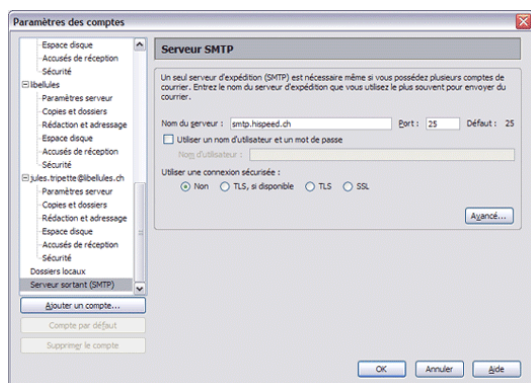 Paramètres des comptes
Espace disque
Accusés de réception
Sécurité
libellules
Paramètres serveur
Copies et dossiers
Rédaction et adressage
Espace disque
Accusés de réception
Sécurité
jules.tripette@libellules.ch
Paramètres serveur
Copies et dossiers
Rédaction et adressage
Espace disque
Accusés de réception
Sécurité
Dossiers locaux
Serveur sortant (SMTP)
Ajouter un compte...
Compte par défaut
Supprimer le compte
Serveur SMTP
Un seul serveur d'expédition (SMTP) est nécessaire même si vous possédez plusieurs comptes de
courrier. Entrez le nom du serveur d'expédition que vous utilisez le plus souvent pour envoyer du
courrier.
Nom du serveur : smtp.hispeed.ch Port : 25 Défaut : 25
Utiliser un nom d'utilisateur et un mot de passe
Nom d'utilisateur :
Utiliser une connexion sécurisée :
Non TLS, si disponible TLS SSL
Avancé...
OK Annuler Aide